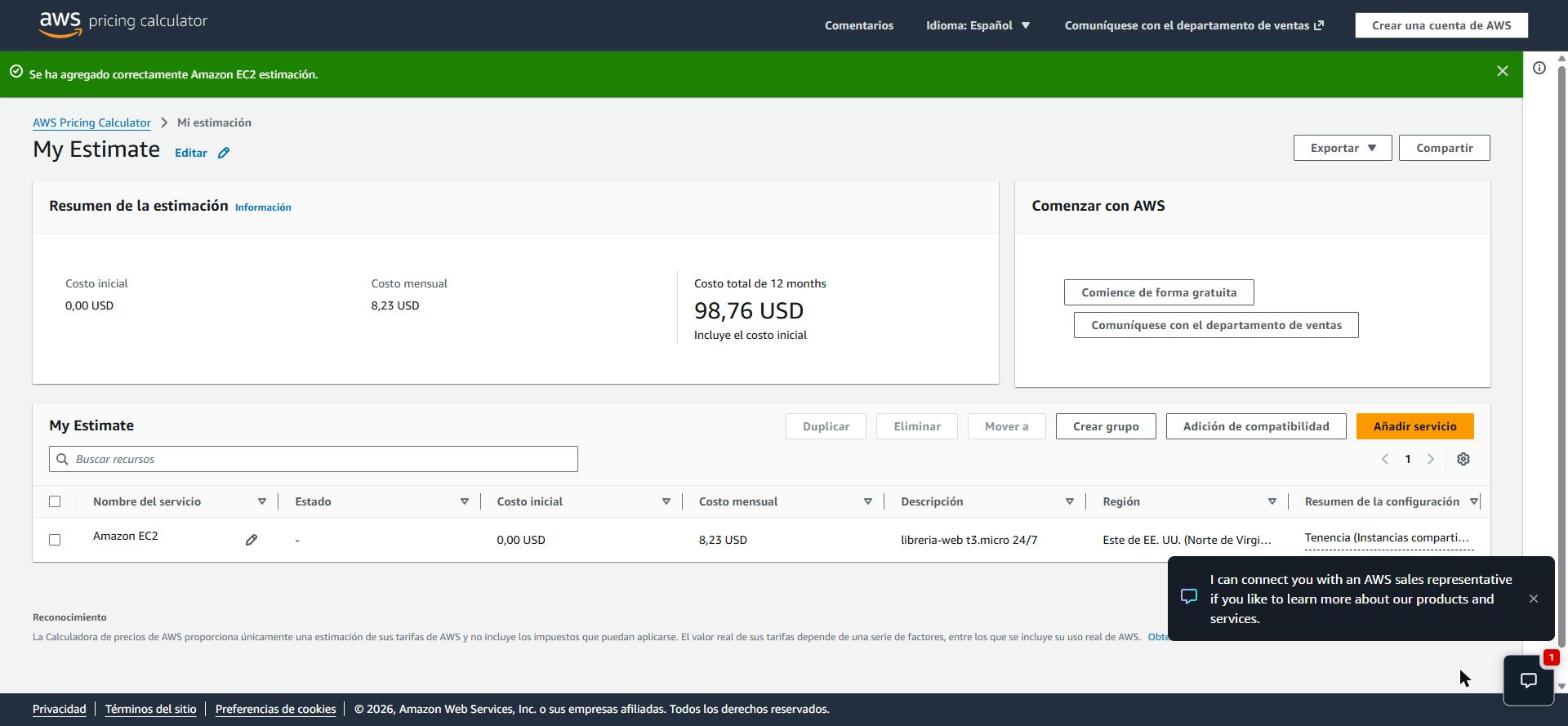 aws pricing calculator
Comentarios
Idioma: Español
Comuníquese con el departamento de ventas
Crear una cuenta de AWS
Se ha agregado correctamente Amazon EC2 estimación.
AWS Pricing Calculator
Mi estimación
My Estimate
Editar
Exportar
Compartir
Resumen de la estimación Información
Costo inicial
0,00 USD
Costo mensual
8,23 USD
Costo total de 12 months
98,76 USD
Incluye el costo inicial
Comenzar con AWS
Comience de forma gratuita
Comuníquese con el departamento de ventas
My Estimate
Duplicar
Eliminar
Mover a
Crear grupo
Adición de compatibilidad
Añadir servicio
Buscar recursos
1
Nombre del servicio
Estado
Costo inicial
Costo mensual
Descripción
Región
Resumen de la configuración
Amazon EC2
-
0,00 USD
8,23 USD
libreria-web t3.micro 24/7
Este de EE. UU. (Norte de Virgi...
Tenencia (Instancias comparti...
I can connect you with an AWS sales representative
if you like to learn more about our products and
services.
Reconocimiento
La Calculadora de precios de AWS proporciona únicamente una estimación de sus tarifas de AWS y no incluye los impuestos que puedan aplicarse. El valor real de sus tarifas depende de una serie de factores, entre los que se incluye su uso real de AWS. Obte
1
Privacidad
Términos del sitio
Preferencias de cookies
© 2026, Amazon Web Services, Inc. o sus empresas afiliadas. Todos los derechos reservados.